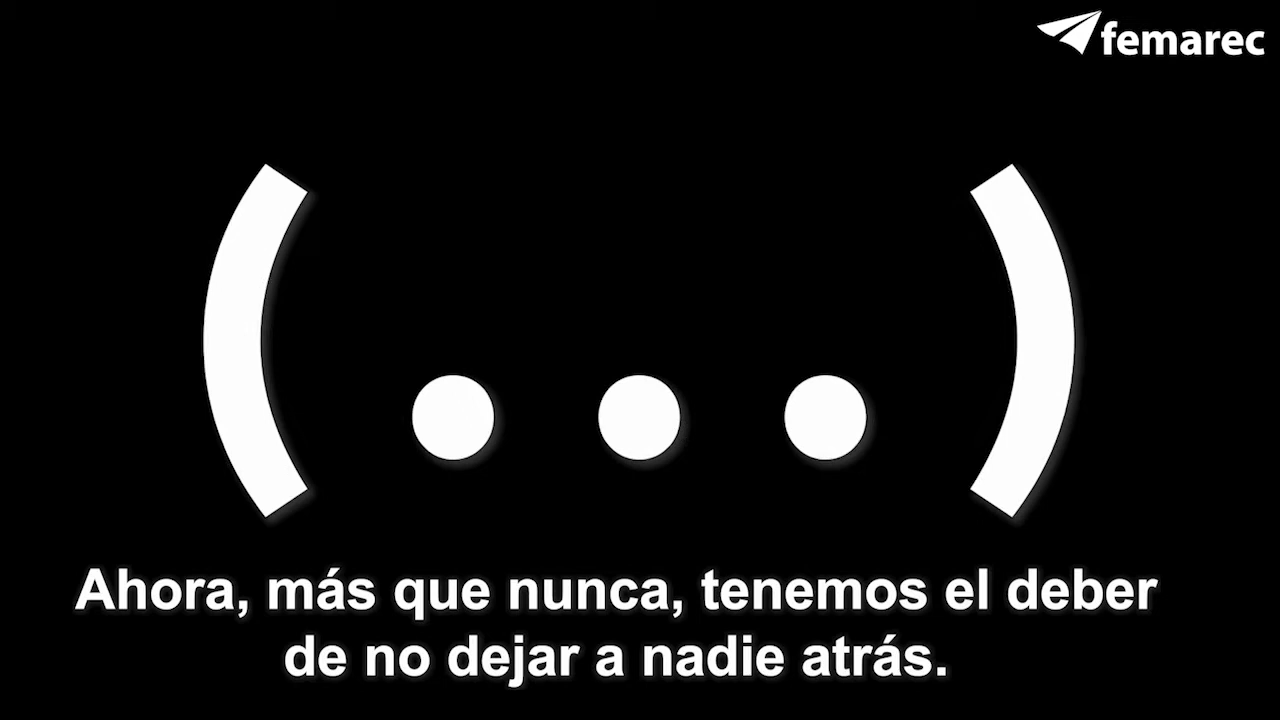 femarec
(...)
Ahora, más que nunca, tenemos el deber
de no dejar a nadie atrás.